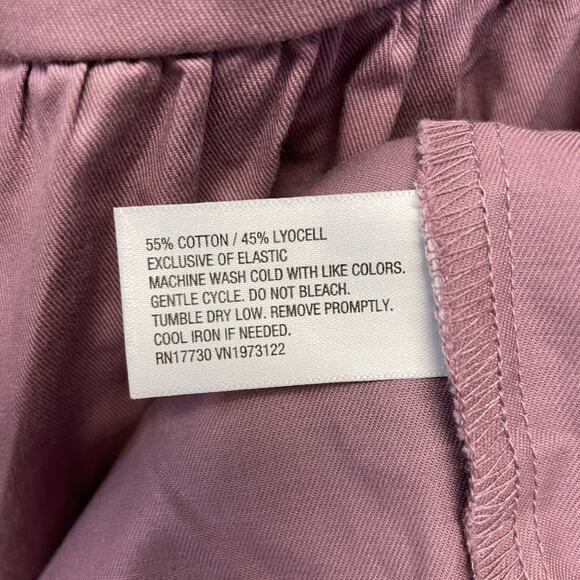 55% COTTON / 45% LYOCELL
EXCLUSIVE OF ELASTIC
MACHINE WASH COLD WITH LIKE COLORS.
GENTLE CYCLE. DO NOT BLEACH.
TUMBLE DRY LOW. REMOVE PROMPTLY.
COOL IRON IF NEEDED.
RN17730 VN1973122